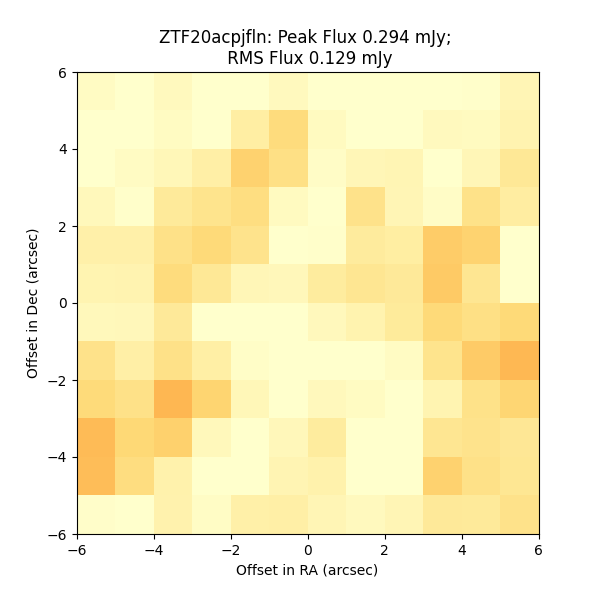 ZTF20acpjfln: Peak Flux 0.294 mJy;
RMS Flux 0.129 mJy
6
4
2
0
−2
−4
−6
Offset in Dec (arcsec)
−6 −4 −2 0 2 4 6
Offset in RA (arcsec)